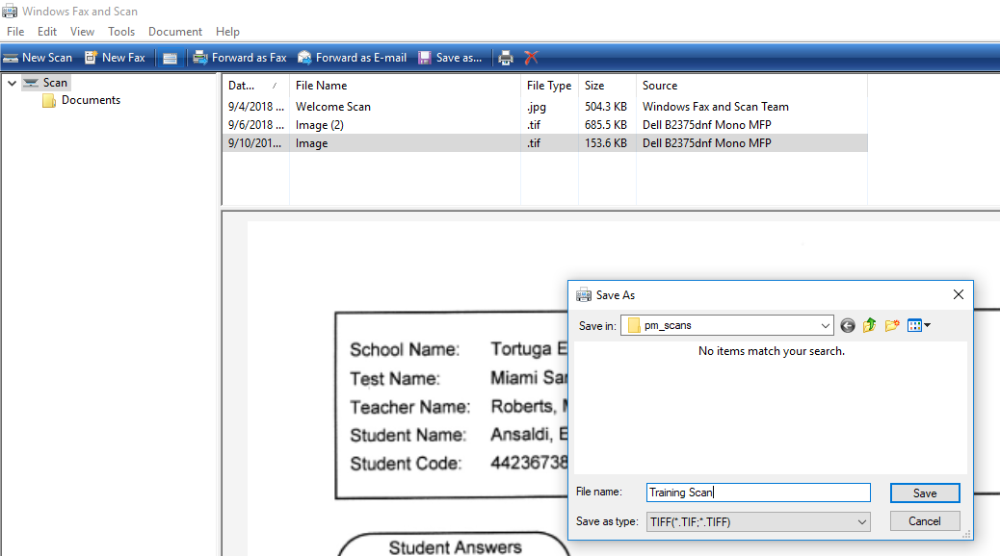 Windows Fax and Scan
File Edit View Tools Document Help
New Scan New Fax Forward as Fax Forward as E-mail Save as...
Scan
Documents
Dat... File Name File Type Size Source
9/4/2018 ... Welcome Scan .jpg 504.3 KB Windows Fax and Scan Team
9/6/2018 ... Image (2) .tif 685.5 KB Dell B2375dnf Mono MFP
9/10/201... Image .tif 153.6 KB Dell B2375dnf Mono MFP
School Name: Tortuga E
Test Name: Miami Sar
Teacher Name: Roberts,
Student Name: Ansaldi, E
Student Code: 44236738
Student Answers
Save As
Save in: pm_scans
No items match your search.
File name: Training Scan Save
Save as type: TIFF(*.TIF;*.TIFF) Cancel